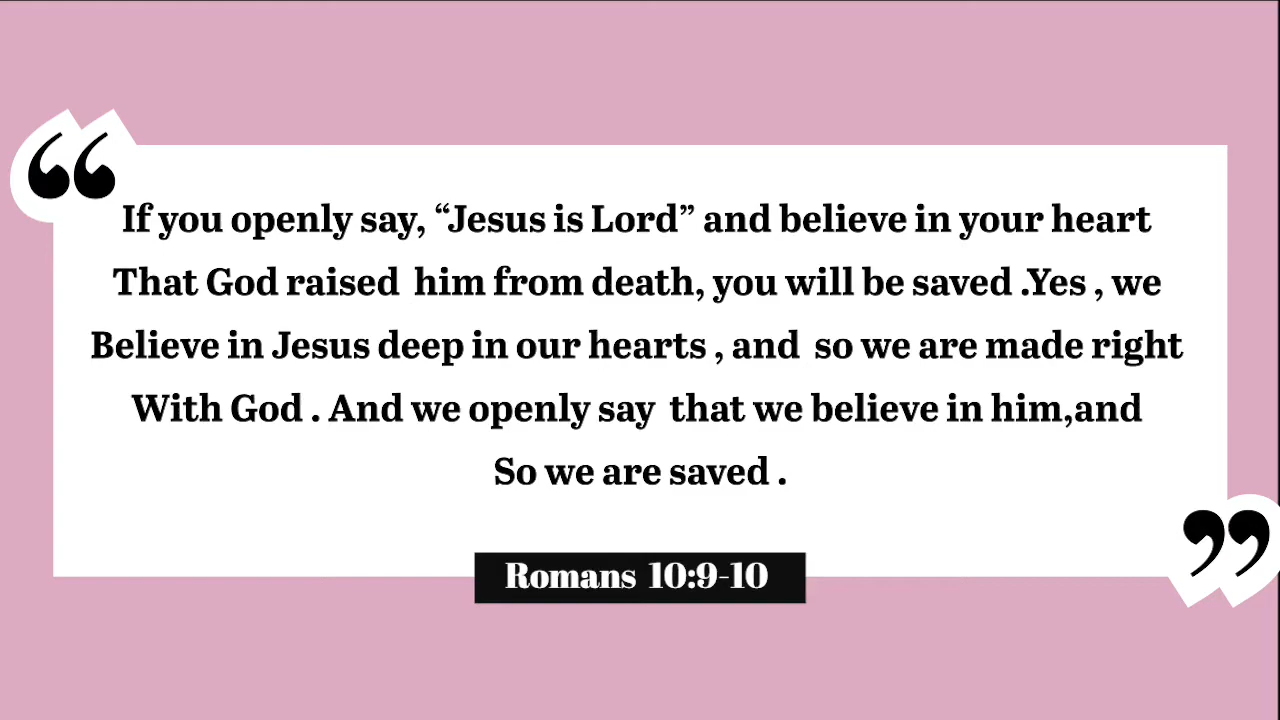 If you openly say, “Jesus is Lord” and believe in your heart
That God raised  him from death, you will be saved .Yes , we
Believe in Jesus deep in our hearts , and  so we are made right
With God . And we openly say  that we believe in him,and
So we are saved .
Romans 10:9-10